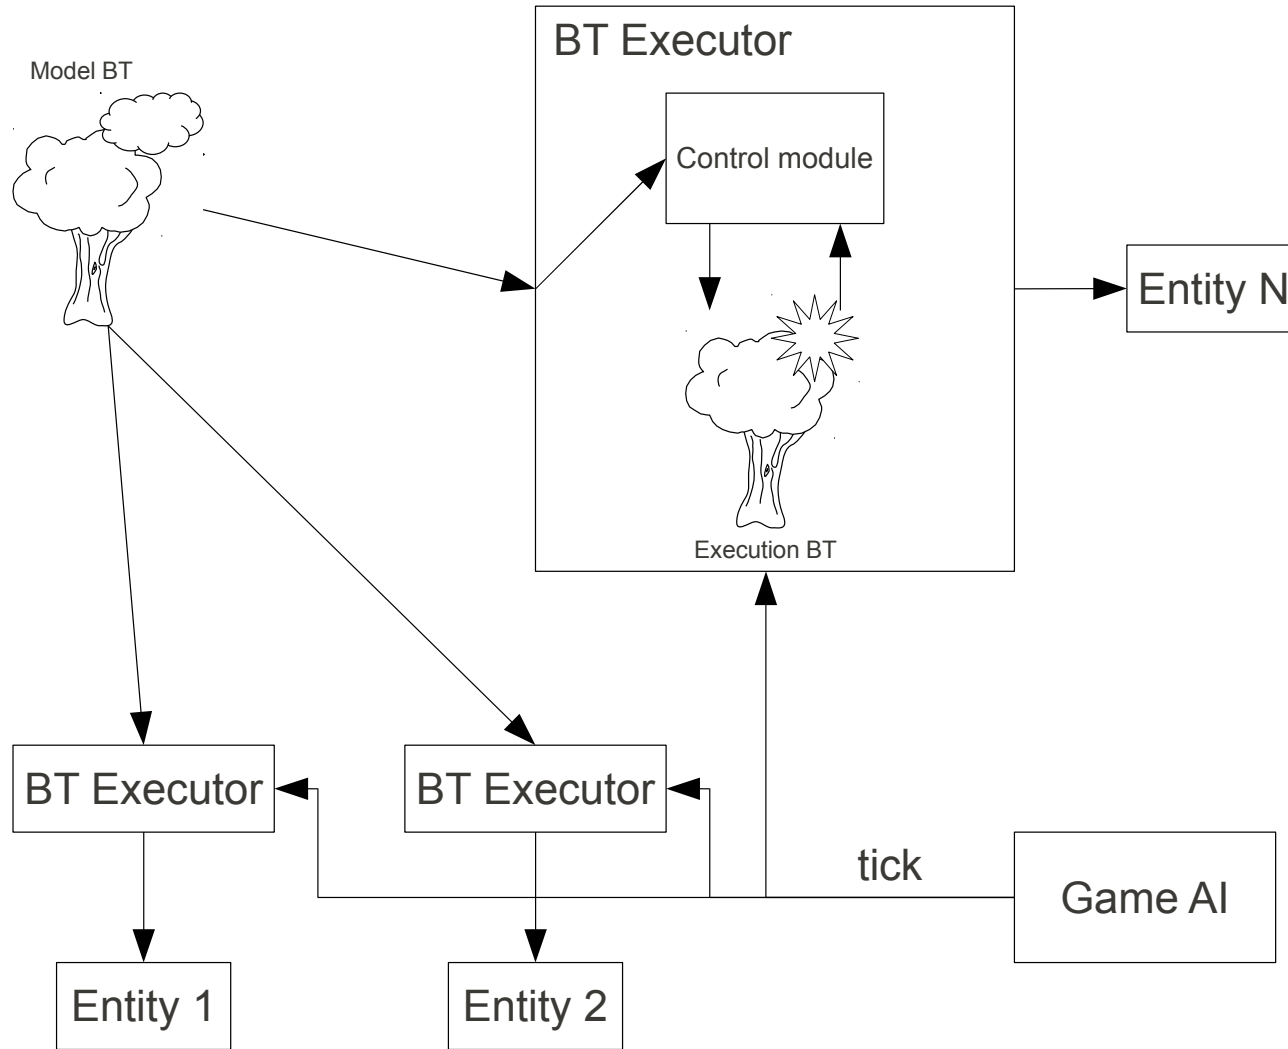 BT Executor
Model BT
Control module
Entity N
Execution BT
BT Executor
BT Executor
tick
Game AI
Entity 1
Entity 2